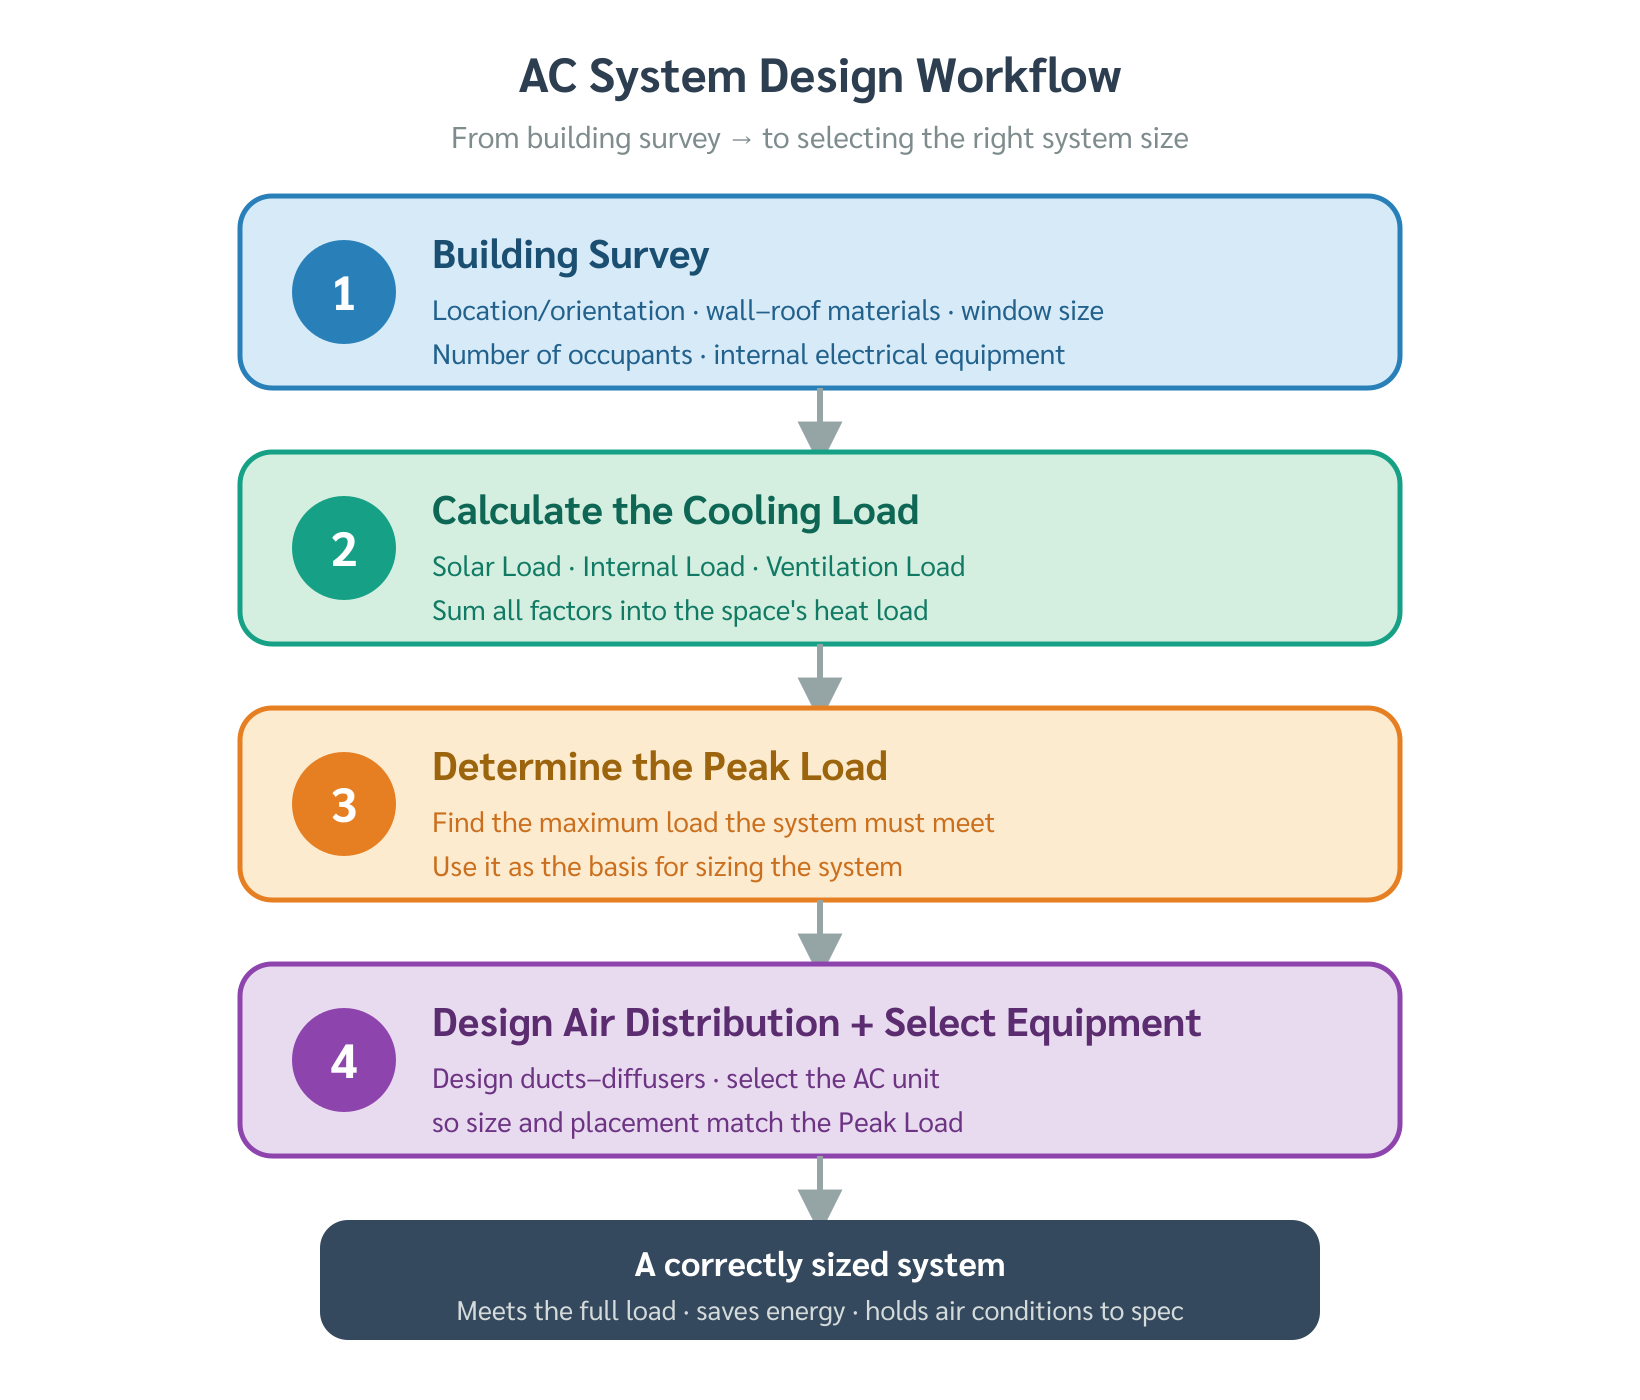 AC System Design Workflow
From building survey → to selecting the right system size
1
Building Survey
Location/orientation · wall–roof materials · window size
Number of occupants · internal electrical equipment
2
Calculate the Cooling Load
Solar Load · Internal Load · Ventilation Load
Sum all factors into the space's heat load
3
Determine the Peak Load
Find the maximum load the system must meet
Use it as the basis for sizing the system
4
Design Air Distribution + Select Equipment
Design ducts–diffusers · select the AC unit
so size and placement match the Peak Load
A correctly sized system
Meets the full load · saves energy · holds air conditions to spec